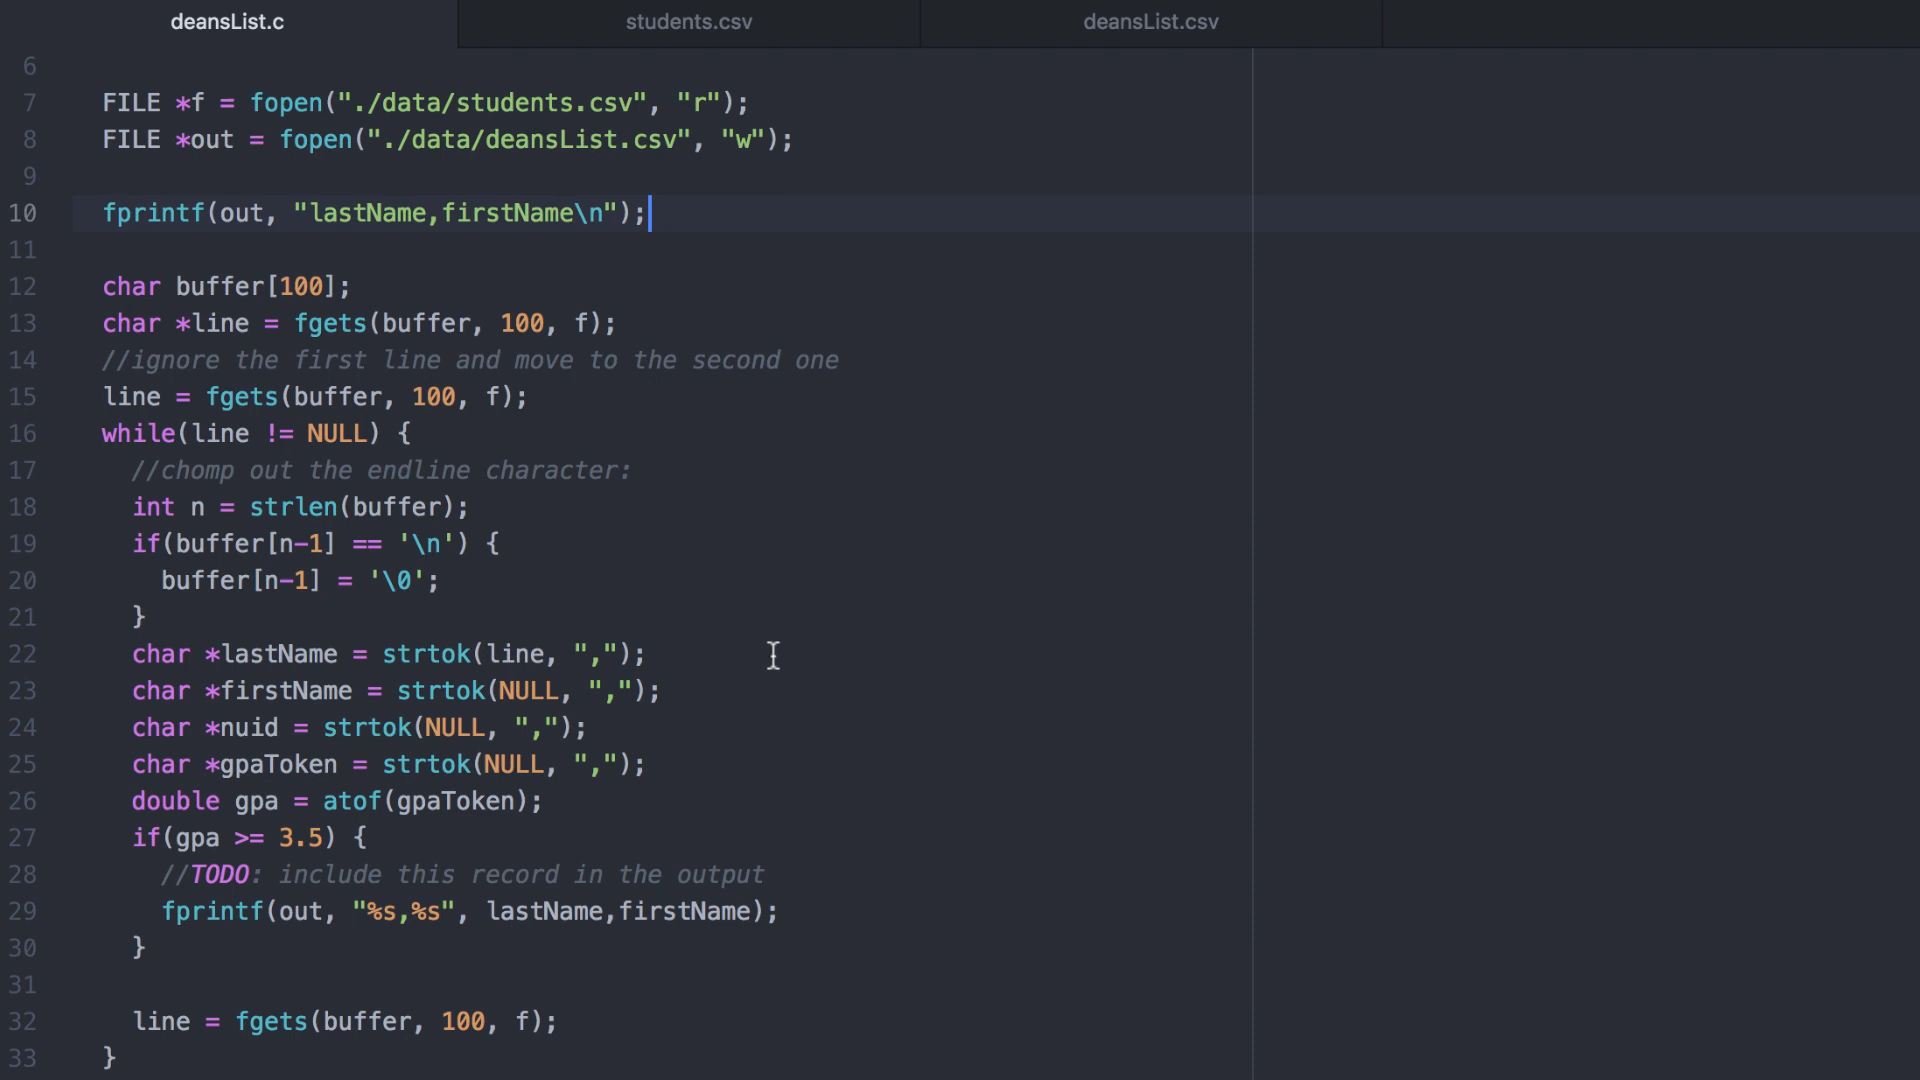 deansList.c students.csv deansList.csv
6
7 FILE *f = fopen("./data/students.csv", "r");
8 FILE *out = fopen("./data/deansList.csv", "w");
9
10 fprintf(out, "lastName,firstName\n");
11
12 char buffer[100];
13 char *line = fgets(buffer, 100, f);
14 //ignore the first line and move to the second one
15 line = fgets(buffer, 100, f);
16 while(line != NULL) {
17 //chomp out the endline character:
18 int n = strlen(buffer);
19 if(buffer[n-1] == '\n') {
20 buffer[n-1] = '\0';
21 }
22 char *lastName = strtok(line, ",");
23 char *firstName = strtok(NULL, ",");
24 char *nuid = strtok(NULL, ",");
25 char *gpaToken = strtok(NULL, ",");
26 double gpa = atof(gpaToken);
27 if(gpa >= 3.5) {
28 //TODO: include this record in the output
29 fprintf(out, "%s,%s", lastName,firstName);
30 }
31
32 line = fgets(buffer, 100, f);
33 }